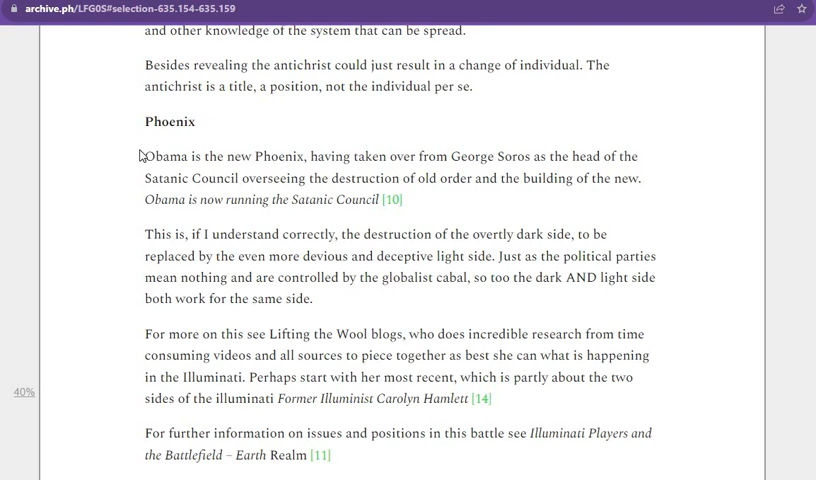 archive.ph/LFG0S#selection-635.154-635.159
and other knowledge of the system that can be spread.
Besides revealing the antichrist could just result in a change of individual. The
antichrist is a title, a position, not the individual per se.
Phoenix
Obama is the new Phoenix, having taken over from George Soros as the head of the
Satanic Council overseeing the destruction of old order and the building of the new.
Obama is now running the Satanic Council [10]
This is, if I understand correctly, the destruction of the overtly dark side, to be
replaced by the even more devious and deceptive light side. Just as the political parties
mean nothing and are controlled by the globalist cabal, so too the dark AND light side
both work for the same side.
For more on this see Lifting the Wool blogs, who does incredible research from time
consuming videos and all sources to piece together as best she can what is happening
in the Illuminati. Perhaps start with her most recent, which is partly about the two
40%
sides of the illuminati Former Illuminist Carolyn Hamlett [14]
For further information on issues and positions in this battle see Illuminati Players and
the Battlefield – Earth Realm [11]